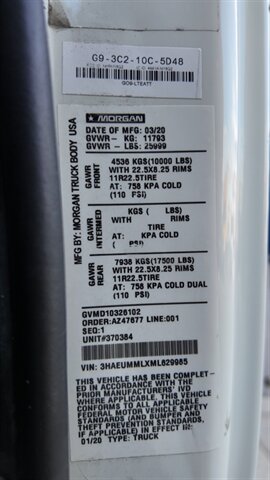 G9-3C2-10C-5D48
GD9-LTEATT
MORGAN
MFG BY: MORGAN TRUCK BODY USA
DATE OF MFG: 03/20
GVWR- KG: 11793
GVWR- LBS: 25999
GAWR FRONT
4536 KGS(10000 LBS)
WITH 22.5X8.25 RIMS
11R22.5TIRE
AT: 758 KPA COLD
(110 PSI)
GAWR INTERMED
KGS ( LBS)
WITH RIMS
TIRE
AT: KPA COLD
( PSI)
GAWR REAR
7938 KGS(17500 LBS)
WITH 22.5X8.25 RIMS
11R22.5TIRE
AT: 758 KPA COLD DUAL
(110 PSI)
GVMD10326102
ORDER:AZ47677 LINE:001
SEQ:1
UNIT#370384
VIN: 3HAEUMMLXML629985
THIS VEHICLE HAS BEEN COMPLET-
ED IN ACCORDANCE WITH THE
PRIOR MANUFACTURERS' IVD
WHERE APPLICABLE. THIS VEHICLE
CONFORMS TO ALL APPLICABLE
FEDERAL MOTOR VEHICLE SAFETY
STANDARDS, AND BUMPER AND
THEFT PREVENTION STANDARDS
IF APPLICABLE, IN EFFECT IN
01/20 TYPE: TRUCK